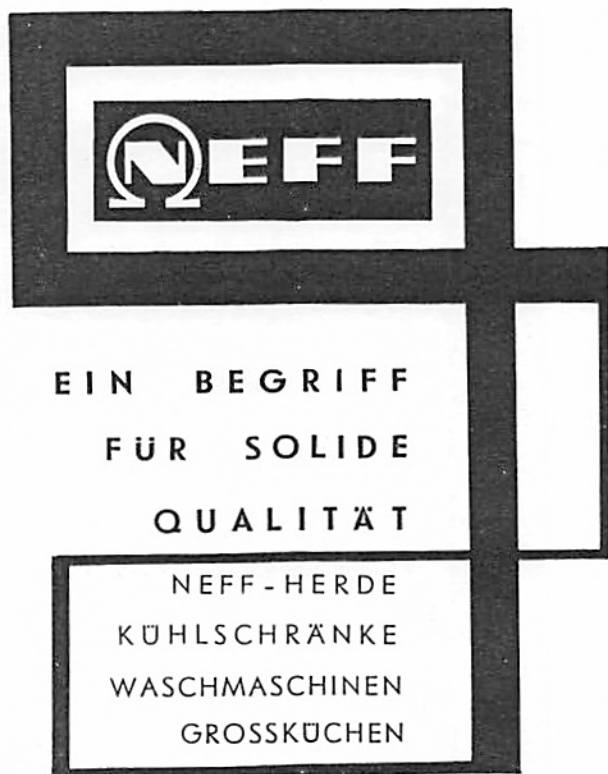 NEFF
EIN BEGRIFF
FÜR SOLIDE
QUALITÄT
NEFF-HERDE
KÜHLSCHRÄNKE
WASCHMASCHINEN
GROSSKÜCHEN